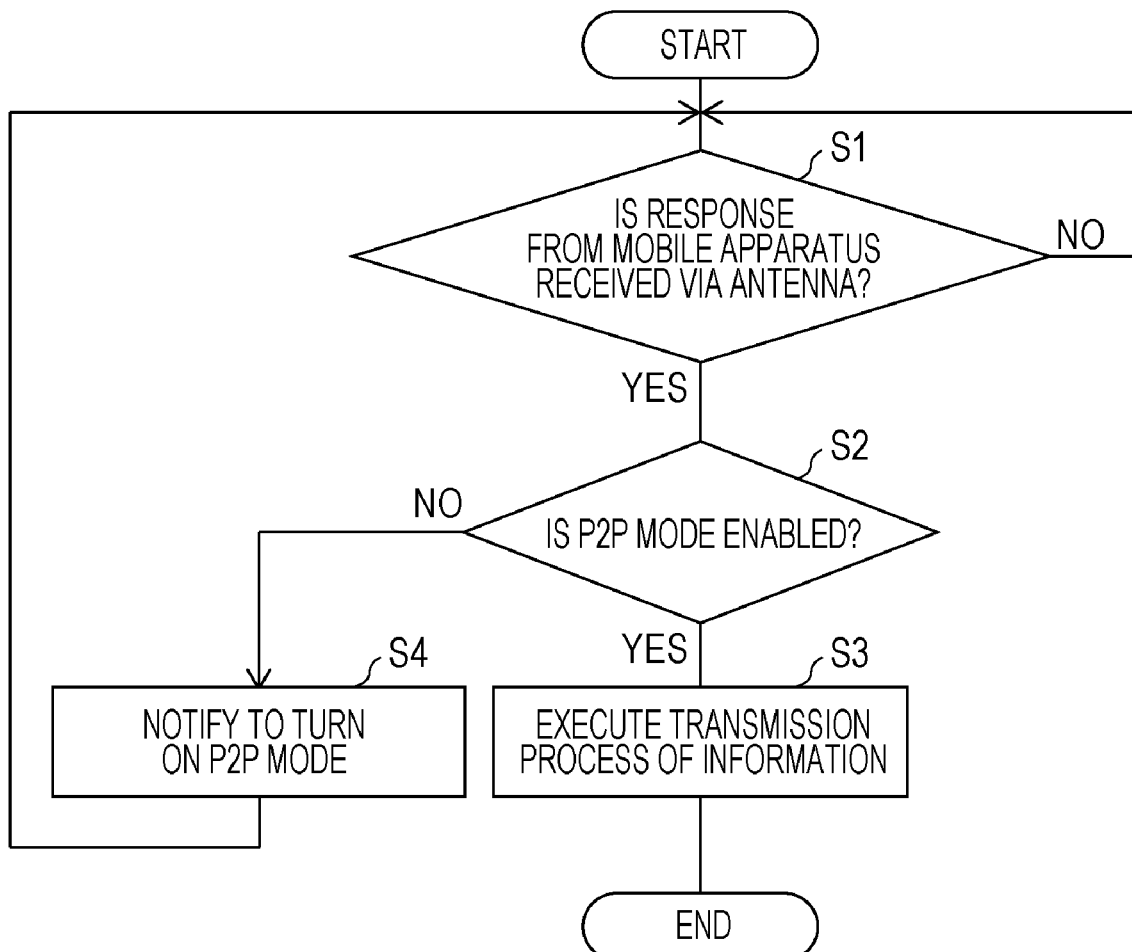 START
S1
IS RESPONSE
FROM MOBILE APPARATUS
RECEIVED VIA ANTENNA?
NO
YES
S2
NO
IS P2P MODE ENABLED?
YES
S4
S3
NOTIFY TO TURN
ON P2P MODE
EXECUTE TRANSMISSION
PROCESS OF INFORMATION
END